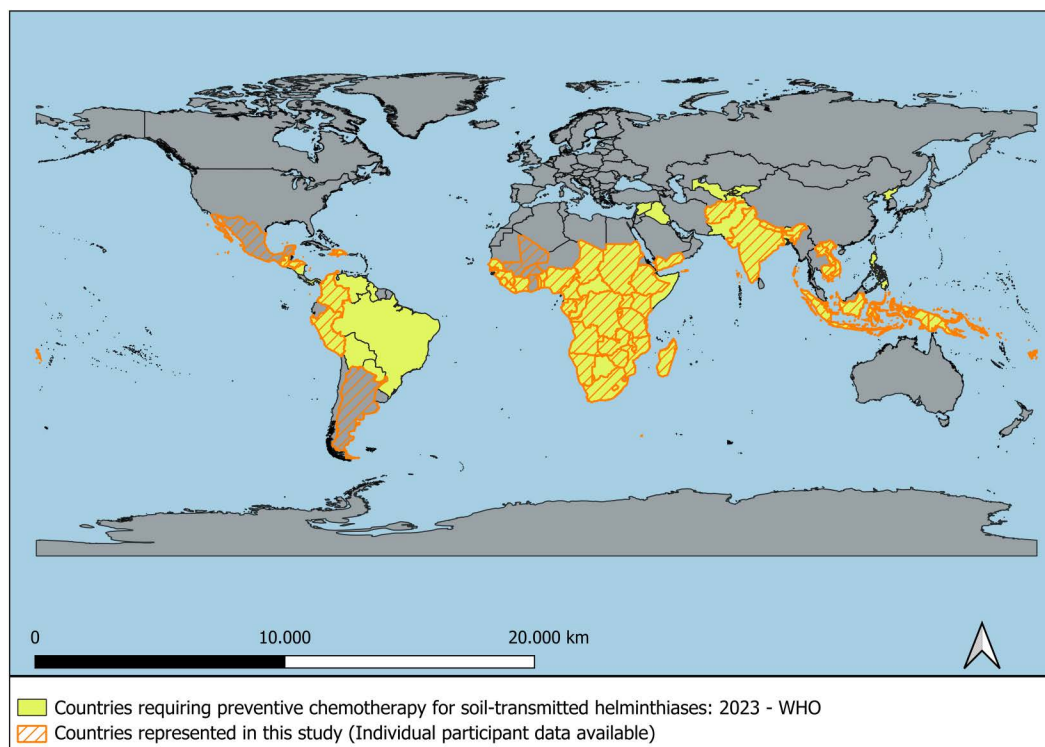 0 10.000 20.000 km
Countries requiring preventive chemotherapy for soil-transmitted helminthiases: 2023 - WHO
Countries represented in this study (Individual participant data available)